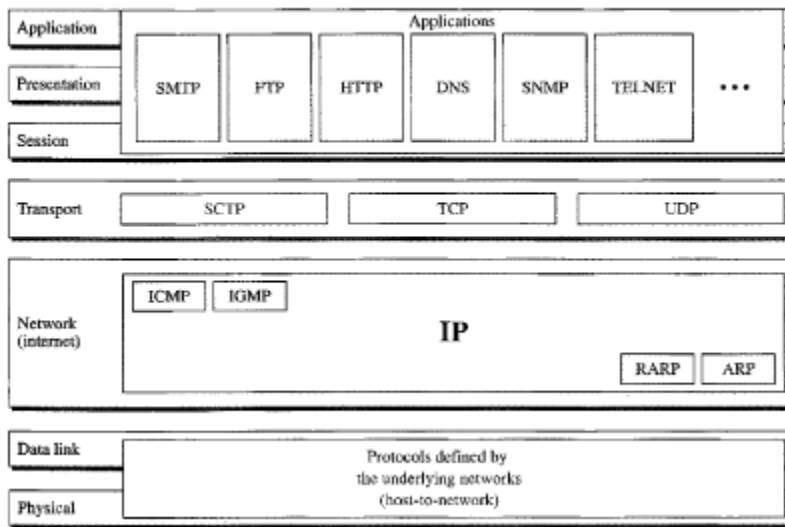 Application
Applications
Presentation
SMTP
FTP
HTTP
DNS
SNMP
TELNET
•••
Session
Transport
SCTP
TCP
UDP
ICMP
IGMP
Network
(internet)
IP
RARP
ARP
Data link
Protocols defined by
the underlying networks
(host-to-network)
Physical